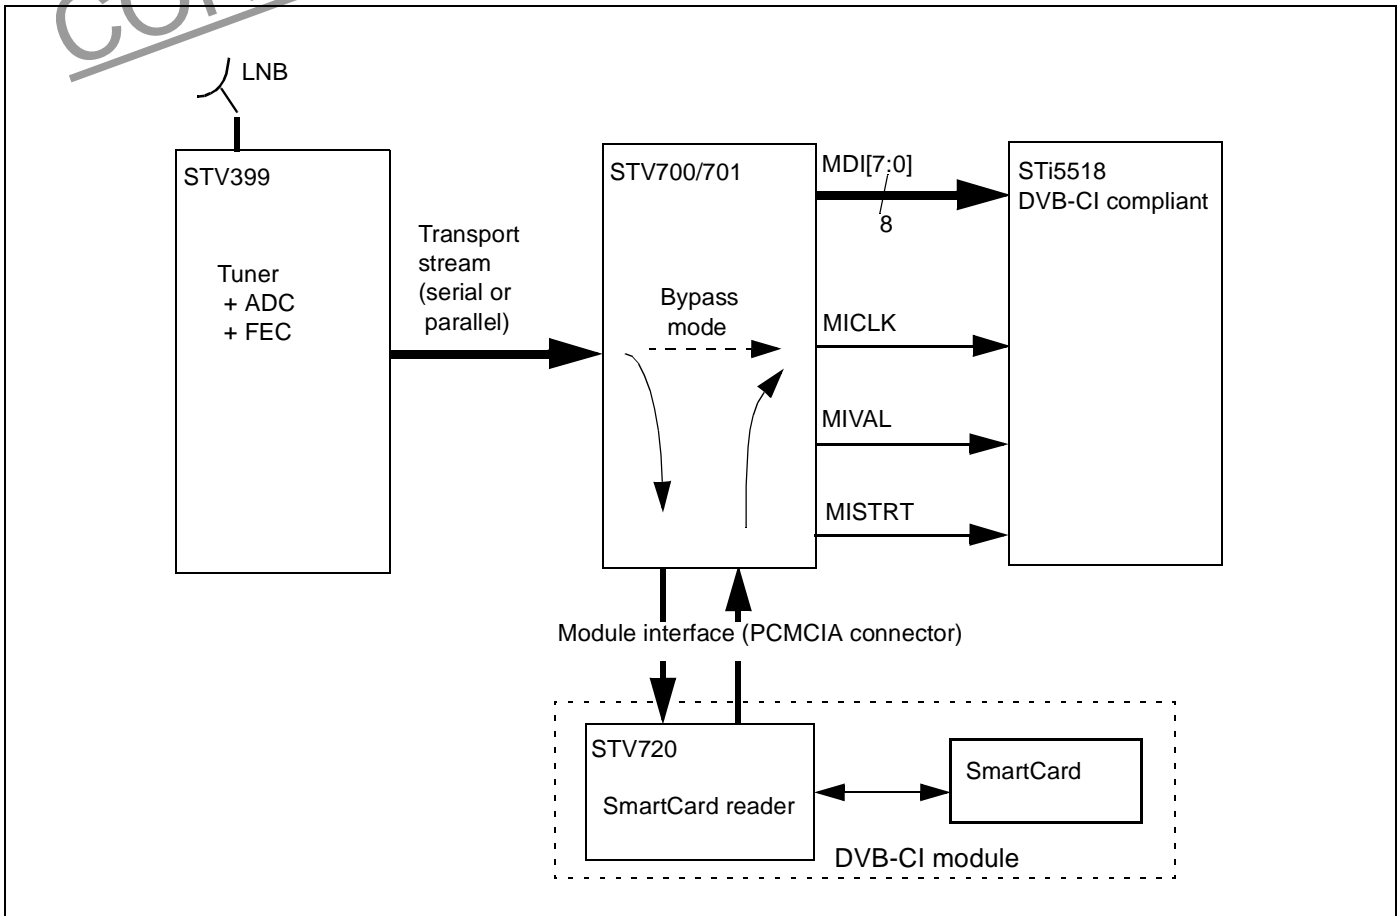 LNB
STV399
Tuner
+ ADC
+ FEC
Transport
stream
(serial or
parallel)
STV700/701
Bypass
mode
MDI[7:0]
8
MICLK
MIVAL
MISTRT
STi5518
DVB-CI compliant
Module interface (PCMCIA connector)
STV720
SmartCard reader
SmartCard
DVB-CI module